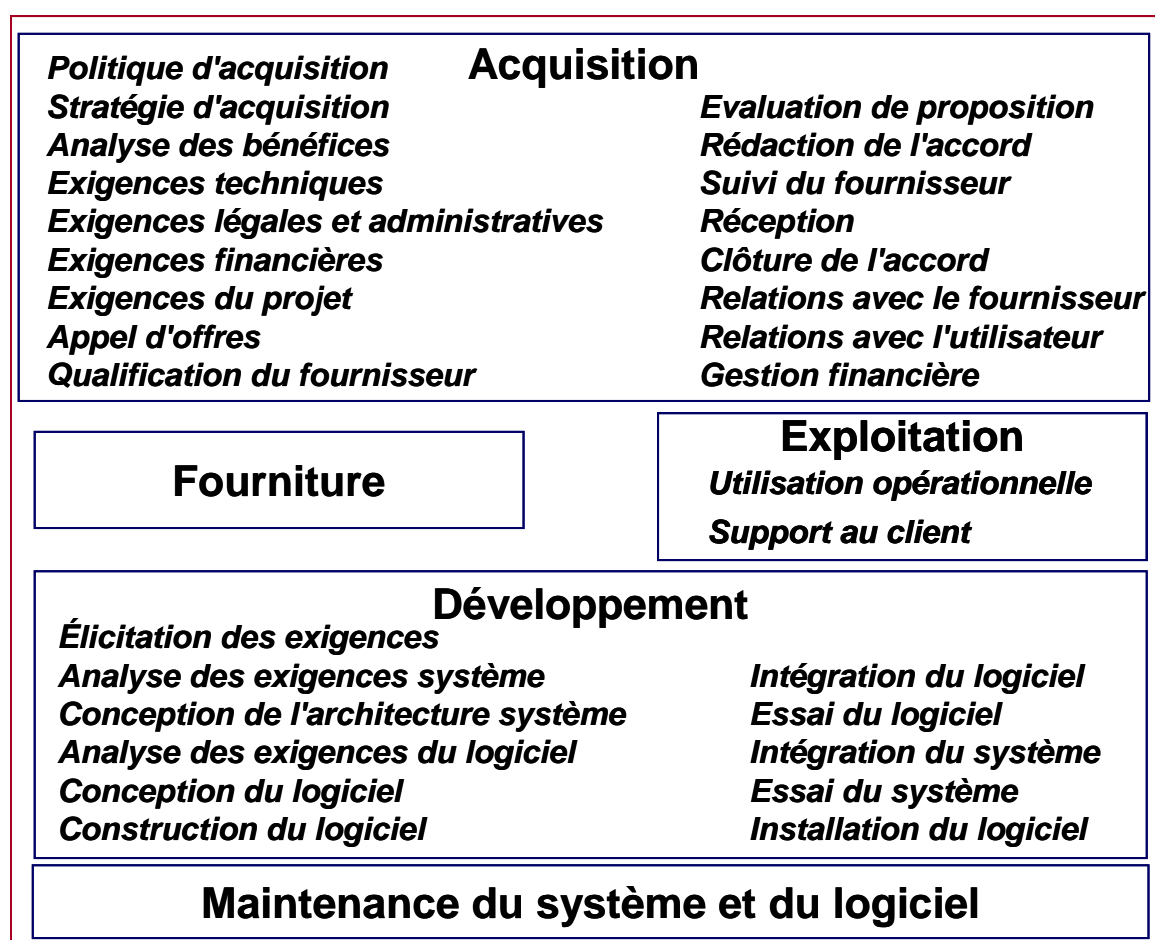 Acquisition
Politique d'acquisition
Stratégie d'acquisition
Analyse des bénéfices
Exigences techniques
Exigences légales et administratives
Exigences financières
Exigences du projet
Appel d'offres
Qualification du fournisseur
Evaluation de proposition
Rédaction de l'accord
Suivi du fournisseur
Réception
Clôture de l'accord
Relations avec le fournisseur
Relations avec l'utilisateur
Gestion financière
Fourniture
Exploitation
Utilisation opérationnelle
Support au client
Développement
Élicitation des exigences
Analyse des exigences système
Conception de l'architecture système
Analyse des exigences du logiciel
Conception du logiciel
Construction du logiciel
Intégration du logiciel
Essai du logiciel
Intégration du système
Essai du système
Installation du logiciel
Maintenance du système et du logiciel